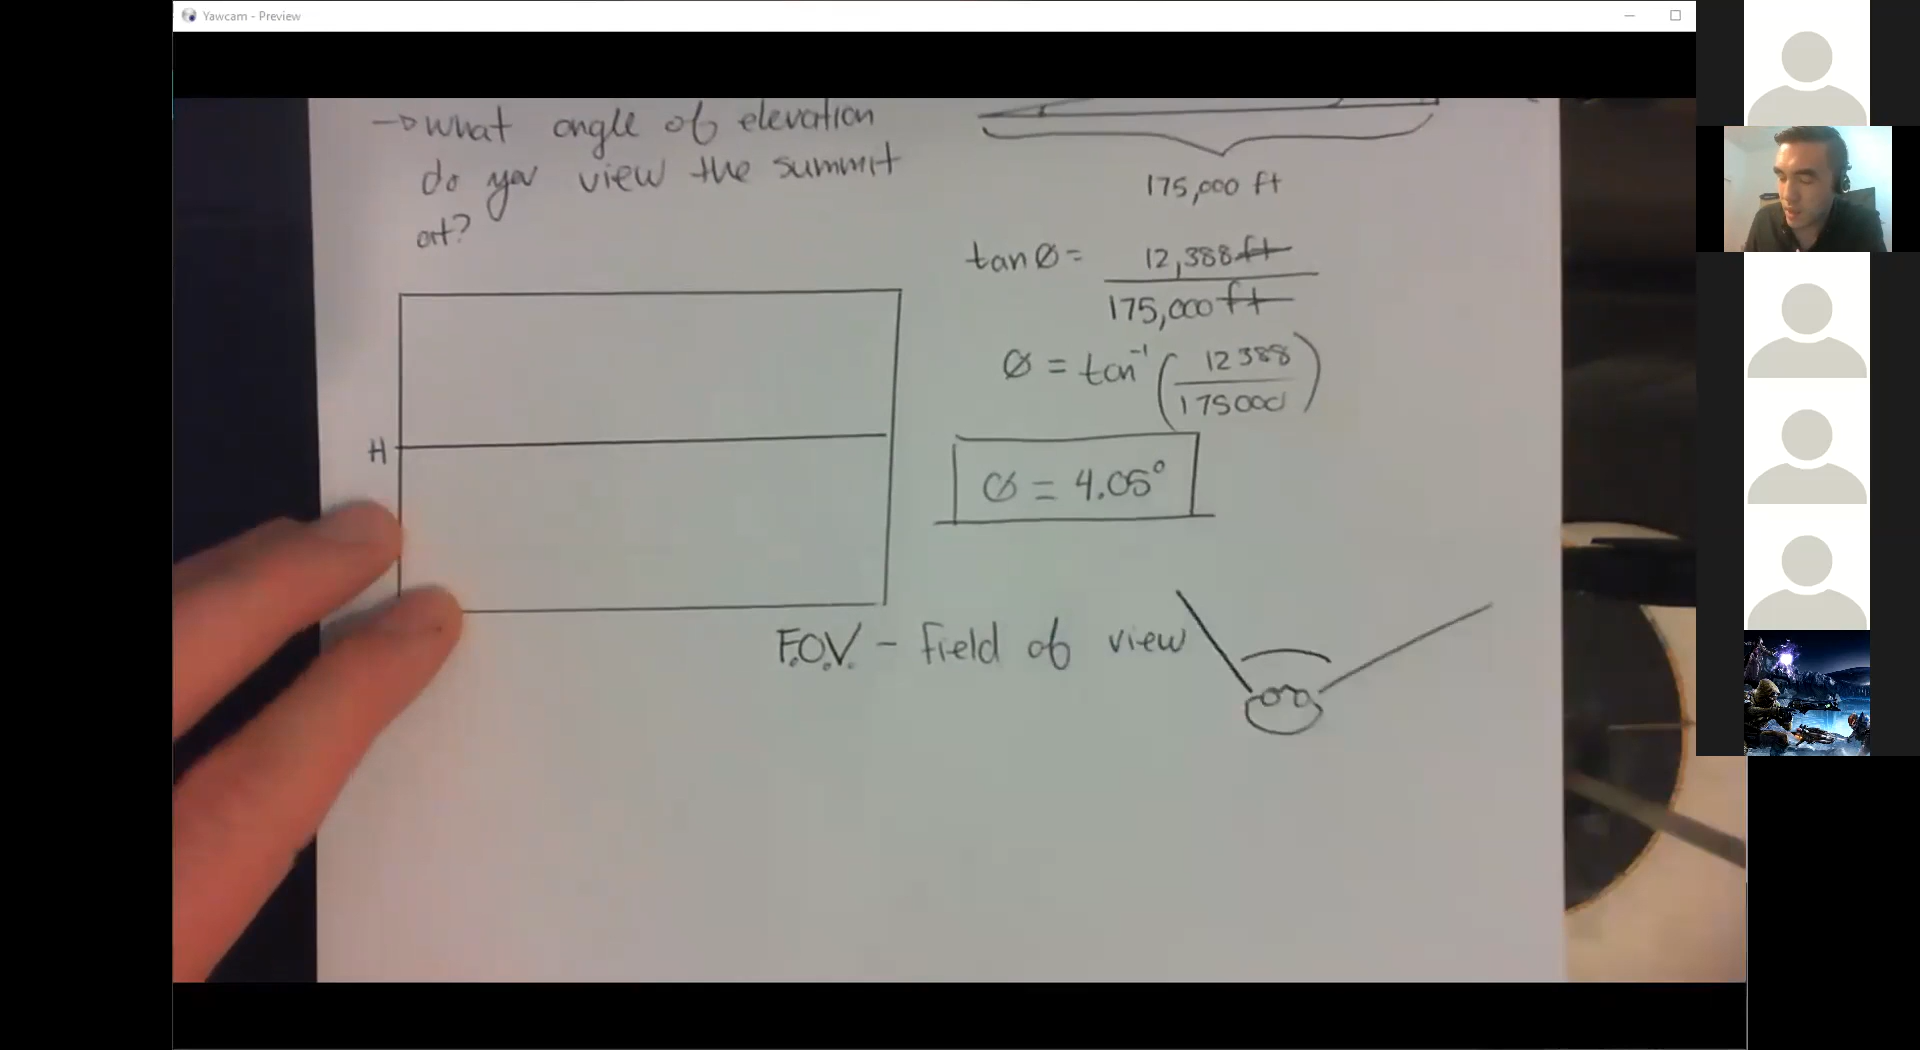 Yawcam - Preview
→ what angle of elevation
do you view the summit
at?
175,000 ft
tan Ø = 12,388 ft
175,000 ft
Ø = tan⁻¹ ( 12388
175000 )
H
Ø = 4.05°
F.O.V. - Field of view